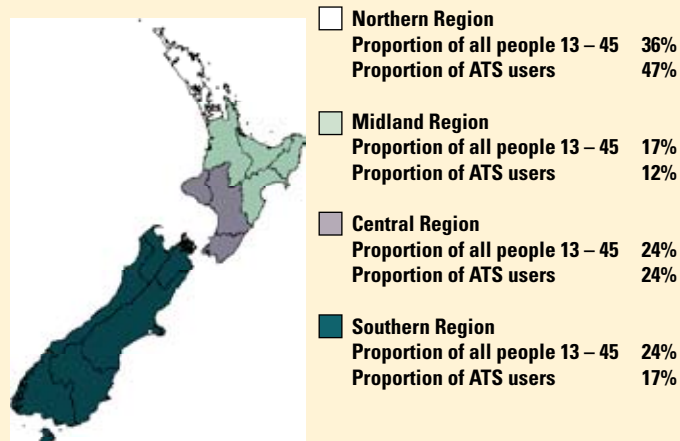 Northern Region
Proportion of all people 13 – 45 36%
Proportion of ATS users 47%
Midland Region
Proportion of all people 13 – 45 17%
Proportion of ATS users 12%
Central Region
Proportion of all people 13 – 45 24%
Proportion of ATS users 24%
Southern Region
Proportion of all people 13 – 45 24%
Proportion of ATS users 17%